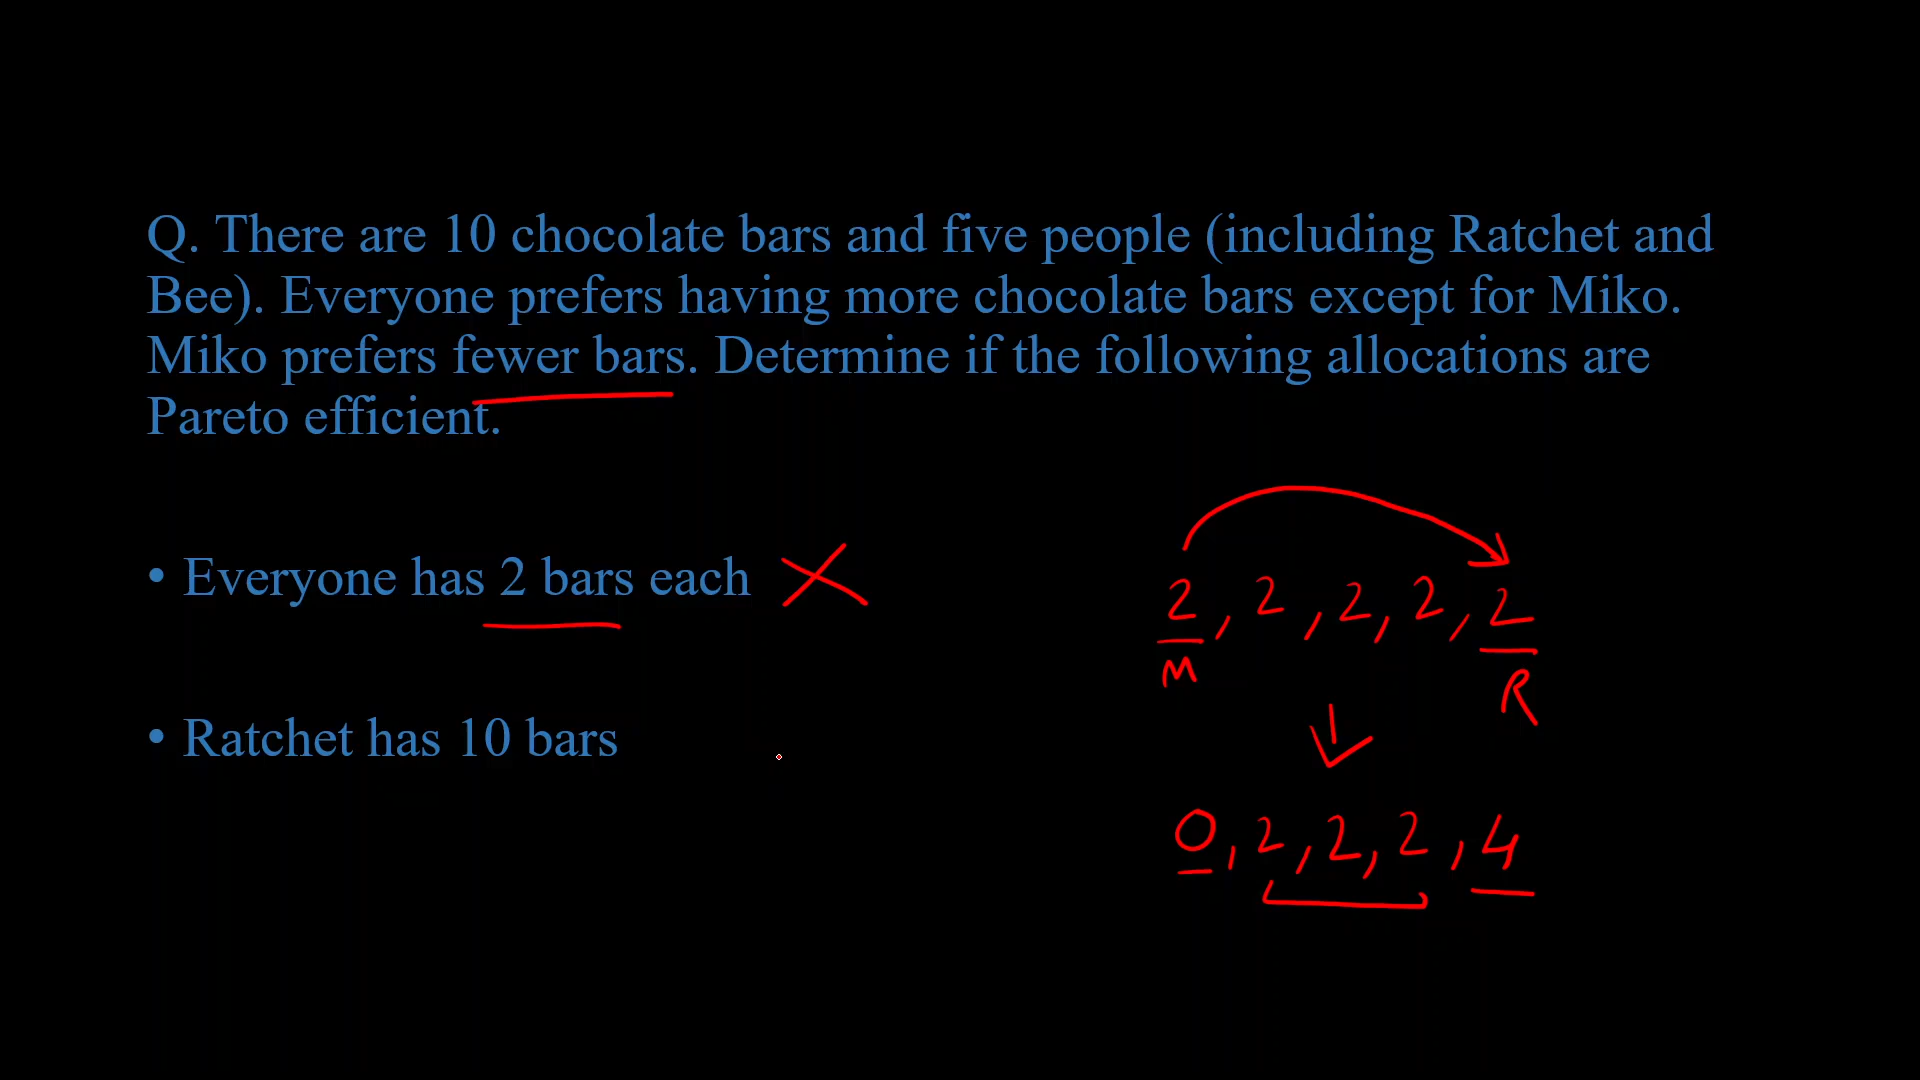 Q. There are 10 chocolate bars and five people (including Ratchet and
Bee). Everyone prefers having more chocolate bars except for Miko.
Miko prefers fewer bars. Determine if the following allocations are
Pareto efficient.
• Everyone has 2 bars each
2, 2, 2, 2, 2
M R
• Ratchet has 10 bars
0, 2, 2, 2, 4